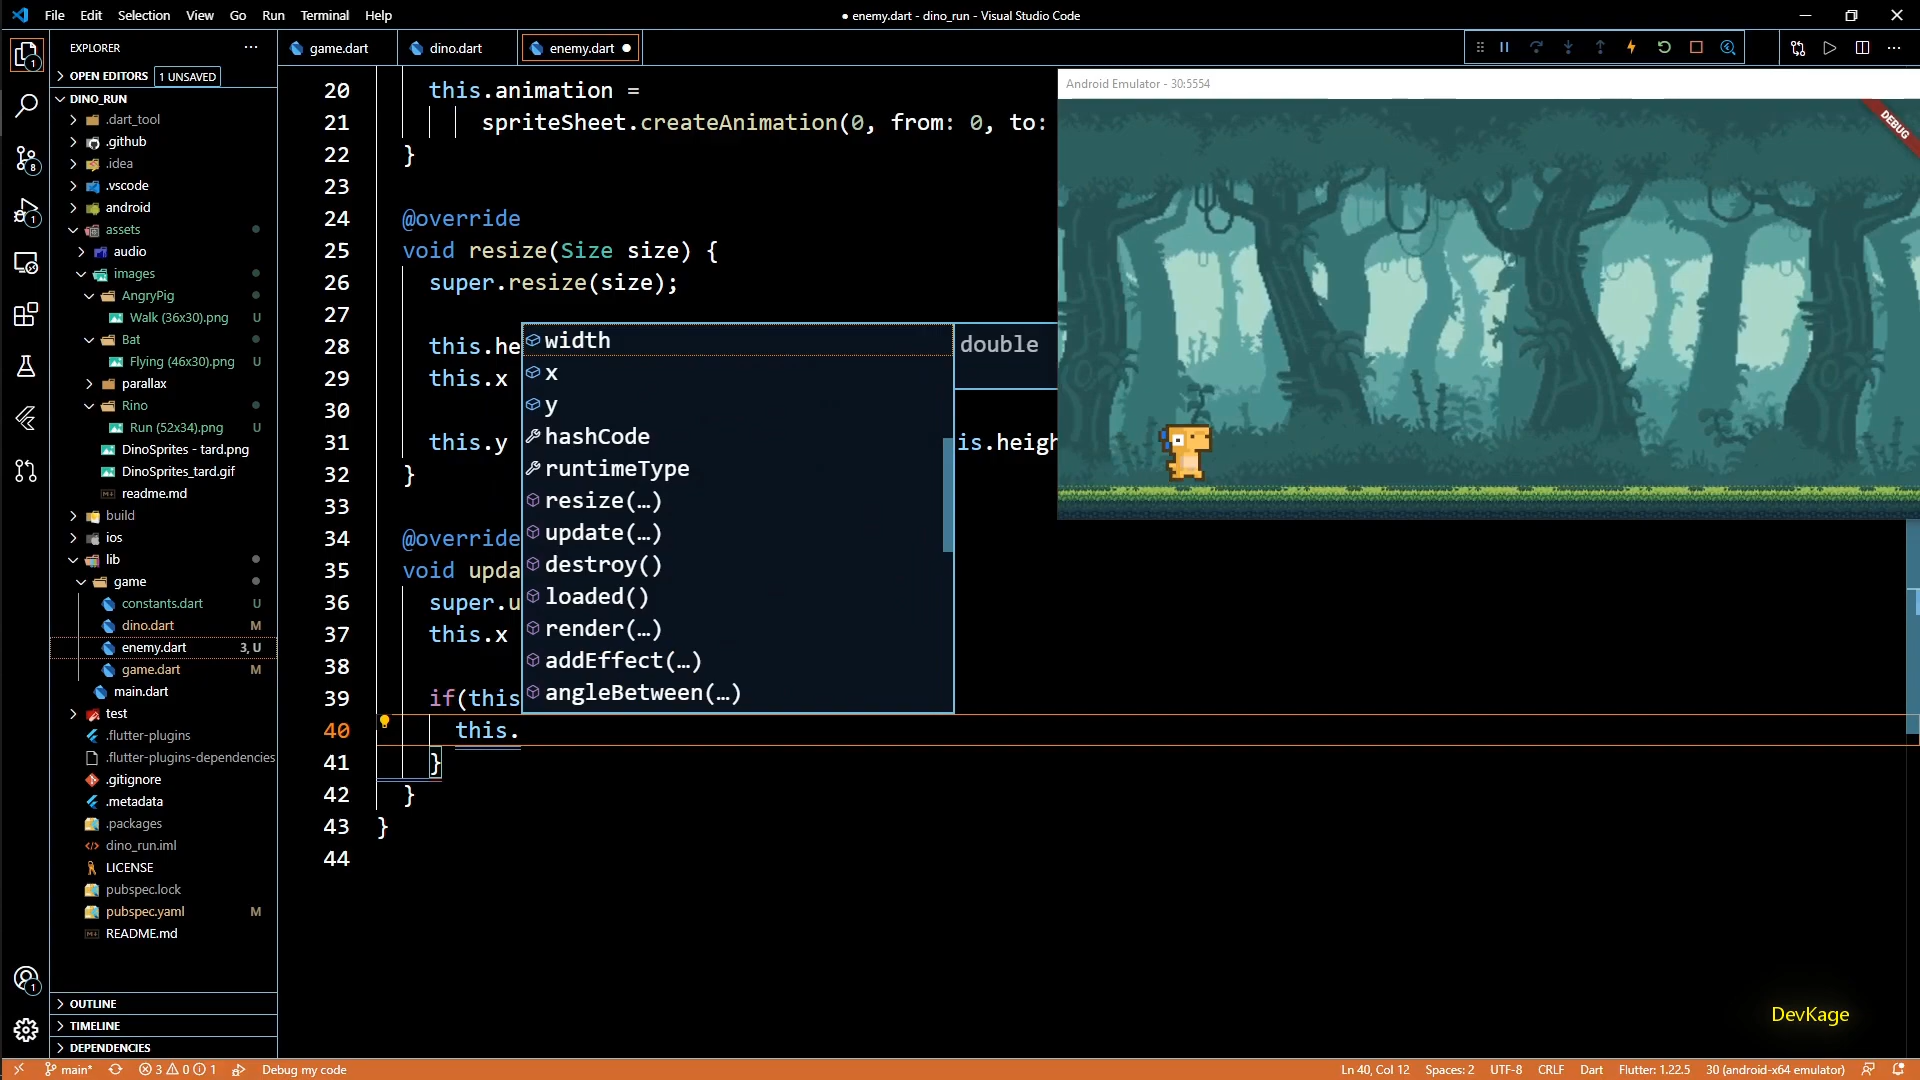 File Edit Selection View Go Run Terminal Help
● enemy.dart - dino_run - Visual Studio Code
EXPLORER
OPEN EDITORS 1 UNSAVED
DINO_RUN
.dart_tool
.github
.idea
.vscode
android
assets
audio
images
AngryPig
Walk (36x30).png U
Bat
Flying (46x30).png U
parallax
Rino
Run (52x34).png U
DinoSprites - tard.png
DinoSprites_tard.gif
readme.md
build
ios
lib
game
constants.dart U
dino.dart M
enemy.dart 3, U
game.dart M
main.dart
test
.flutter-plugins
.flutter-plugins-dependencies
.gitignore
.metadata
.packages
dino_run.iml
LICENSE
pubspec.lock
pubspec.yaml M
README.md
OUTLINE
TIMELINE
DEPENDENCIES
1
8
1
1
game.dart dino.dart enemy.dart ●
20 this.animation =
21 spriteSheet.createAnimation(0, from: 0, to:
22 }
23
24 @override
25 void resize(Size size) {
26 super.resize(size);
27
28 this.he
29 this.x
30
31 this.y is.heigh
32 }
33
34 @override
35 void upda
36 super.u
37 this.x
38
39 if(this
40 this.
41 }
42 }
43 }
44
width
x
y
hashCode
runtimeType
resize(…)
update(…)
destroy()
loaded()
render(…)
addEffect(…)
angleBetween(…)
double
Android Emulator - 30:5554
DEBUG
DevKage
main* 3 0 1 Debug my code
Ln 40, Col 12 Spaces: 2 UTF-8 CRLF Dart Flutter: 1.22.5 30 (android-x64 emulator)